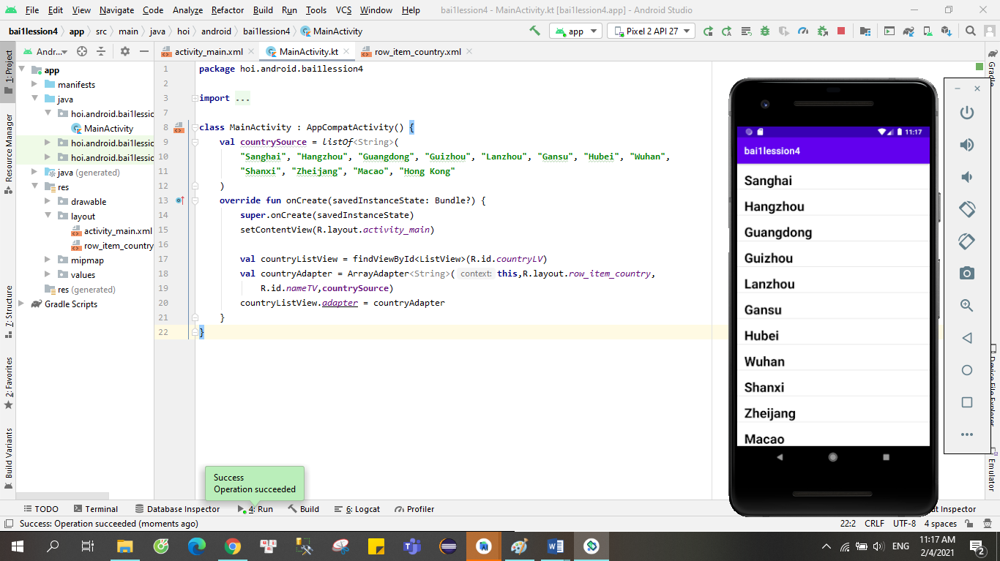 File Edit View Navigate Code Analyze Refactor Build Run Tools VCS Window Help bai1lession4 - MainActivity.kt [bai1lession4.app] - Android Studio
bai1lession4 app src main java hoi android bai1lession4 MainActivity app Pixel 2 API 27
Andr... activity_main.xml MainActivity.kt row_item_country.xml
1: Project
Resource Manager
7: Structure
2: Favorites
Build Variants
app
manifests
java
hoi.android.bai1lessio
MainActivity
hoi.android.bai1lessio
hoi.android.bai1lessio
java (generated)
res
drawable
layout
activity_main.xml
row_item_country
mipmap
values
res (generated)
Gradle Scripts
1 package hoi.android.bai1lession4
2
3 import ...
7
8 class MainActivity : AppCompatActivity() {
9 val countrySource = listOf<String>(
10 "Sanghai", "Hangzhou", "Guangdong", "Guizhou", "Lanzhou", "Gansu", "Hubei", "Wuhan",
11 "Shanxi", "Zheijang", "Macao", "Hong Kong"
12 )
13 override fun onCreate(savedInstanceState: Bundle?) {
14 super.onCreate(savedInstanceState)
15 setContentView(R.layout.activity_main)
16
17 val countryListView = findViewById<ListView>(R.id.countryLV)
18 val countryAdapter = ArrayAdapter<String>( context: this,R.layout.row_item_country,
19 R.id.nameTV,countrySource)
20 countryListView.adapter = countryAdapter
21 }
22 }
11:17
bai1lession4
Sanghai
Hangzhou
Guangdong
Guizhou
Lanzhou
Gansu
Hubei
Wuhan
Shanxi
Zheijang
Macao
Gradle
Device File Explorer
Emulator
Success
Operation succeeded
TODO Terminal Database Inspector 4: Run Build 6: Logcat Profiler ut Inspector
Success: Operation succeeded (moments ago) 22:2 CRLF UTF-8 4 spaces
ENG 11:17 AM
2/4/2021
2